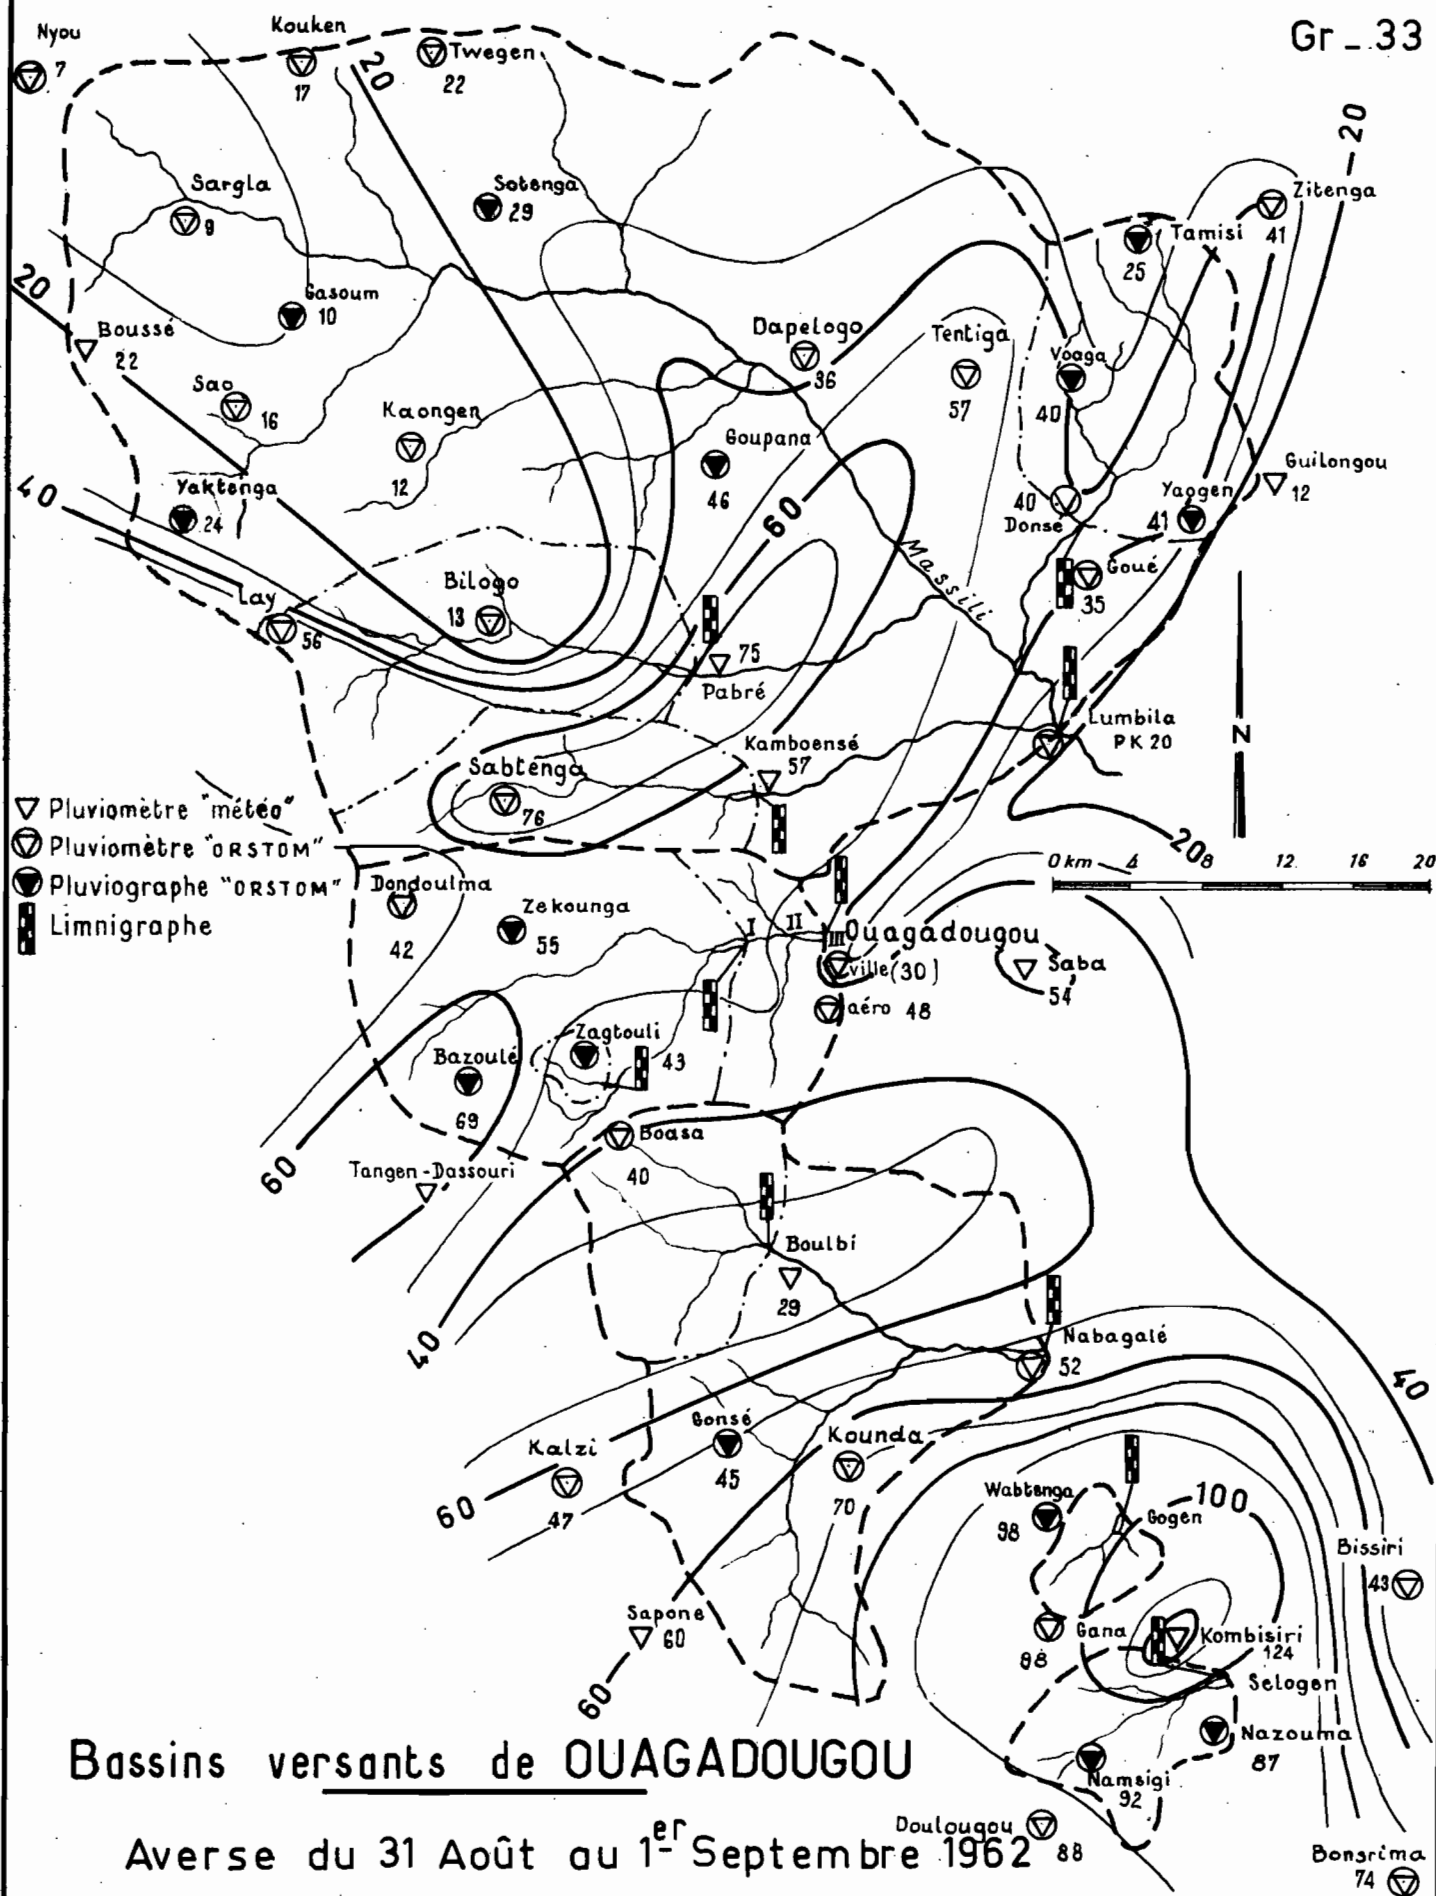 Gr_33
Nyou
7
Kouken
17
20
Twegen
22
20
Sargla
9
Sotenga
29
Zitenga
41
Tamisi
25
20
Gasoum
10
Boussé
22
Dapelogo
36
Tentiga
57
Voaga
40
Sao
16
Kaongen
12
Goupana
46
Guilongou
12
40
Yaktenga
24
60
40
Donsé
Yaogen
41
Massili
Goué
35
Lay
56
Bilogo
13
75
Pabré
Lumbila
PK 20
N
Kamboensé
57
Sabtenga
76
Pluviomètre "météo"
Pluviomètre "ORSTOM"
Pluviographe "ORSTOM"
Limnigraphe
20
0 km 4 8 12 16 20
Dondoulma
42
Zekounga
55
I II III
Ouagadougou
ville (30)
Saba
54
aéro 48
Zagtouli
43
Bazoulé
69
60
Boasa
40
Tangen-Dassouri
Boulbi
29
40
Nabagalé
52
40
Gonsé
45
Kounda
70
Kalzi
47
60
Wabtenga
98
100
Gogen
Bissiri
43
Sapone
60
Gana
88
Kombisiri
124
Selogen
60
Nazouma
87
Namsigi
92
Bassins versants de OUAGADOUGOU
Doulougou
88
Averse du 31 Août au 1er Septembre 1962
Bonsrima
74